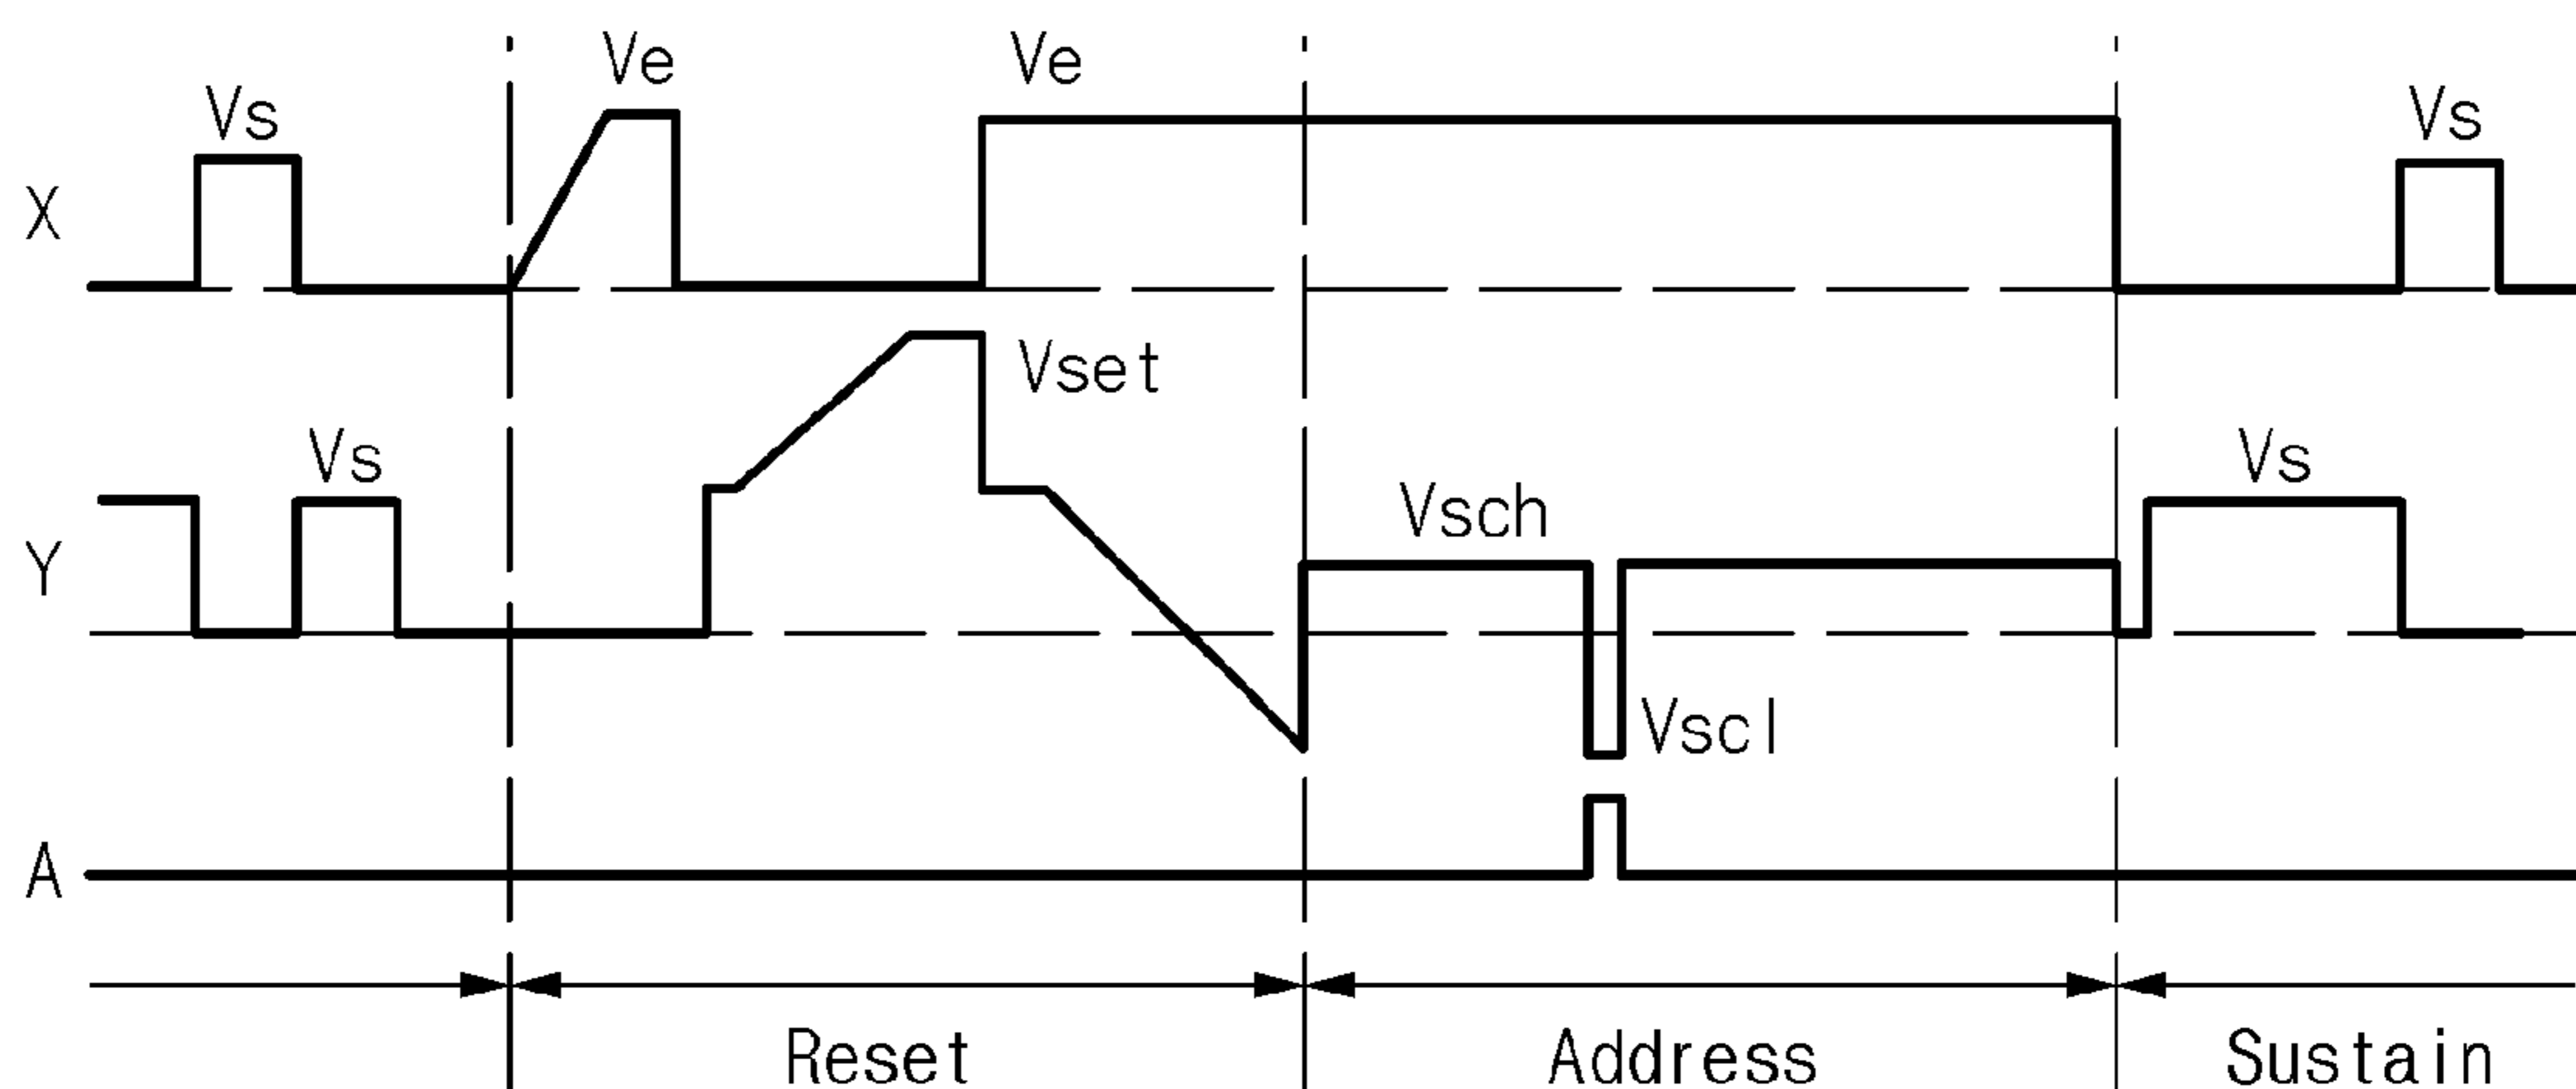 Ve Ve
Vs Vs
X
Vset
Vs Vs
Vsch
Y
Vscl
A
Reset Address Sustain